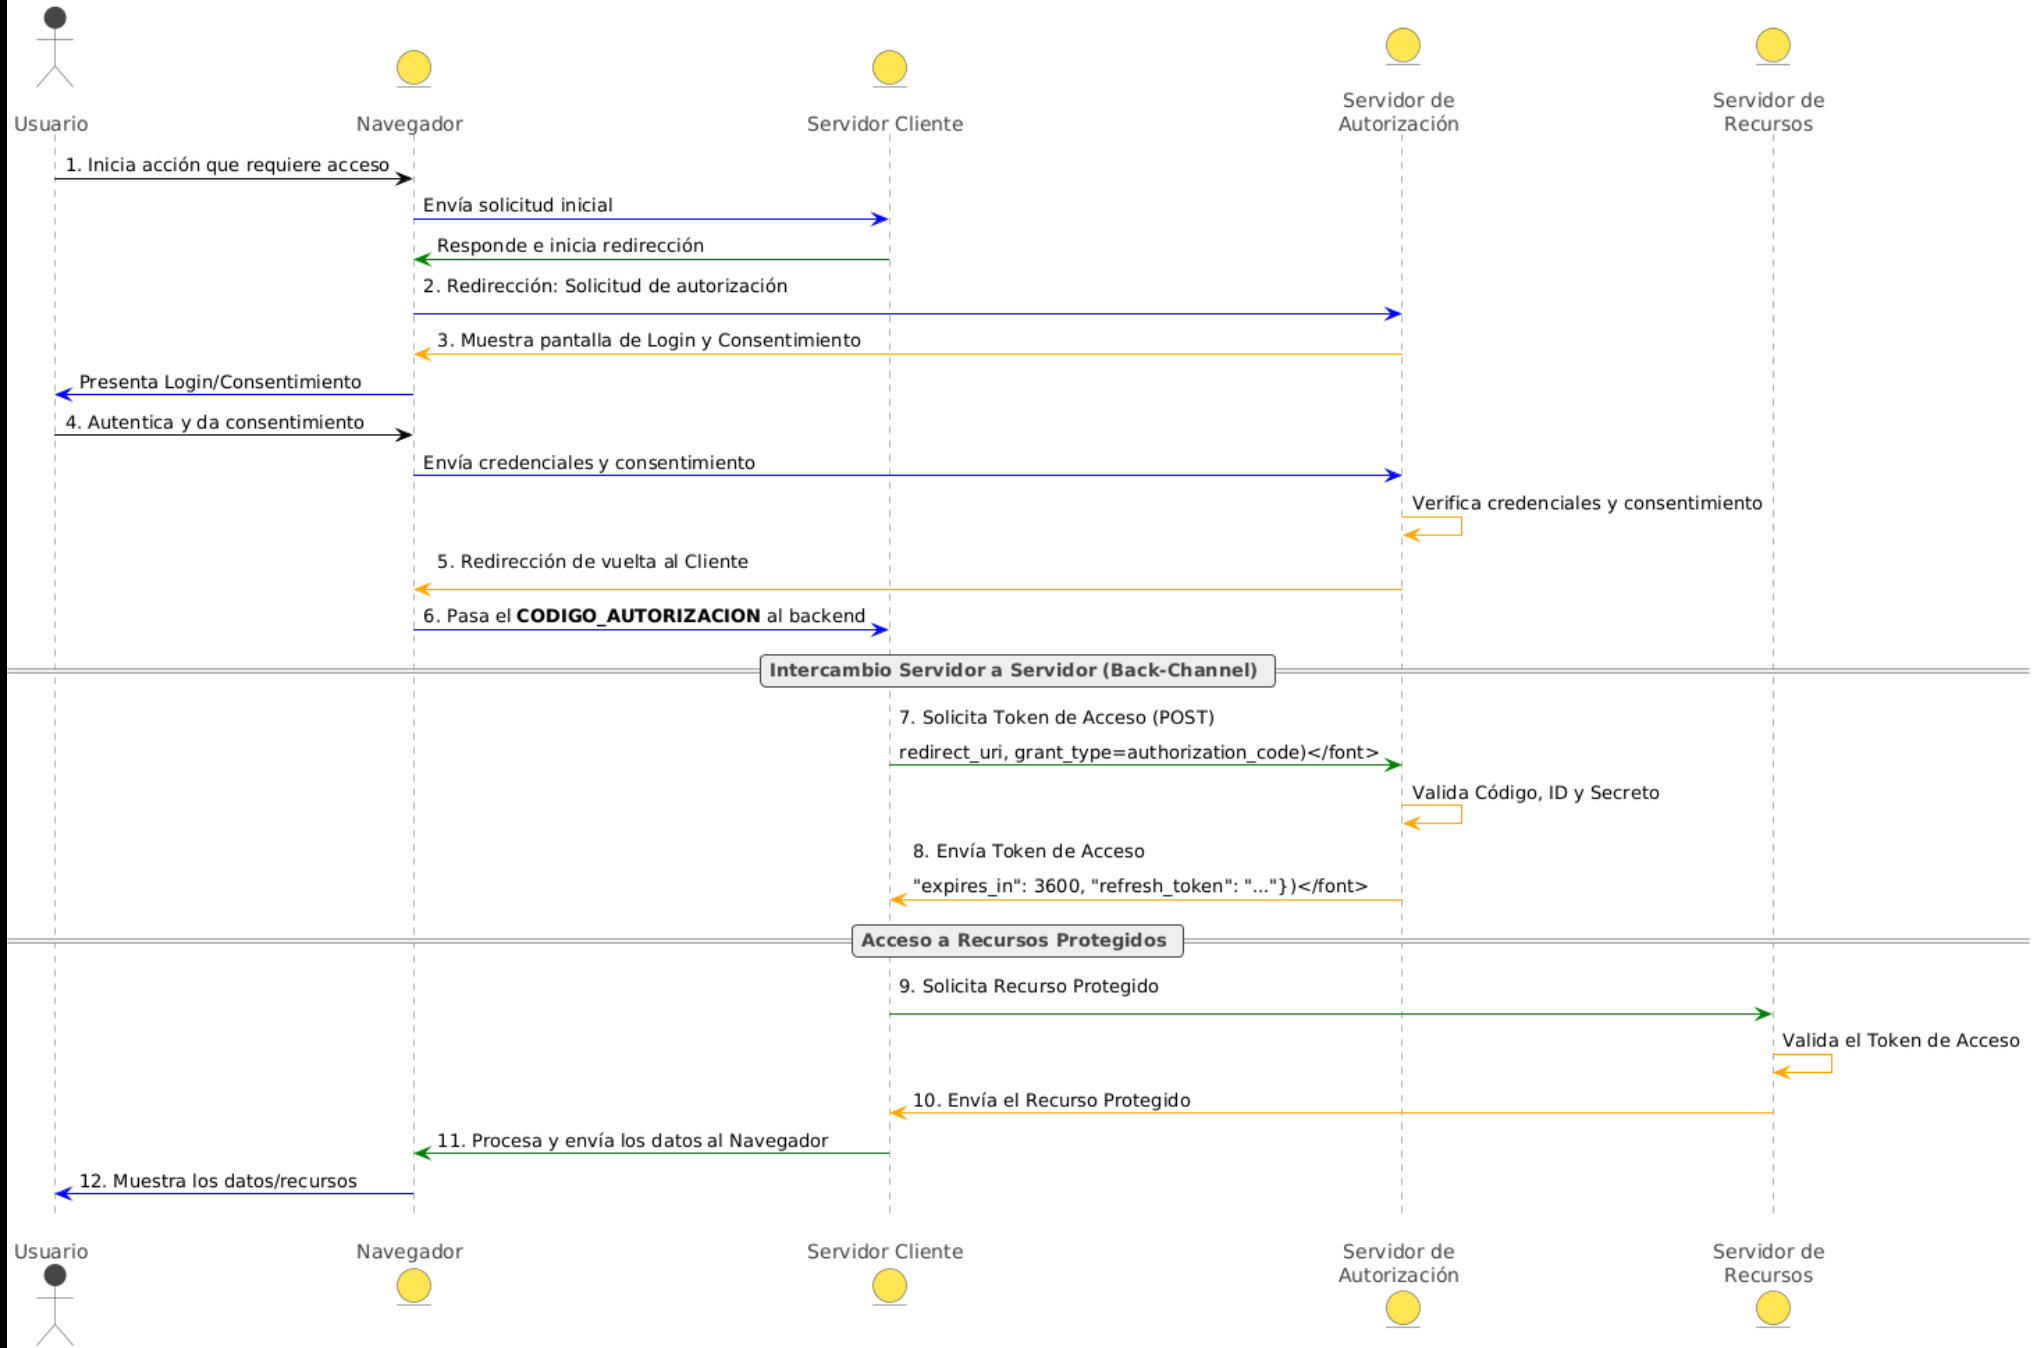 Usuario
Navegador
Servidor Cliente
Servidor de
Autorización
Servidor de
Recursos
1. Inicia acción que requiere acceso
Envía solicitud inicial
Responde e inicia redirección
2. Redirección: Solicitud de autorización
3. Muestra pantalla de Login y Consentimiento
Presenta Login/Consentimiento
4. Autentica y da consentimiento
Envía credenciales y consentimiento
Verifica credenciales y consentimiento
5. Redirección de vuelta al Cliente
6. Pasa el CODIGO_AUTORIZACION al backend
Intercambio Servidor a Servidor (Back-Channel)
7. Solicita Token de Acceso (POST)
redirect_uri, grant_type=authorization_code)</font>
Valida Código, ID y Secreto
8. Envía Token de Acceso
"expires_in": 3600, "refresh_token": "..."})</font>
Acceso a Recursos Protegidos
9. Solicita Recurso Protegido
Valida el Token de Acceso
10. Envía el Recurso Protegido
11. Procesa y envía los datos al Navegador
12. Muestra los datos/recursos
Usuario
Navegador
Servidor Cliente
Servidor de
Autorización
Servidor de
Recursos